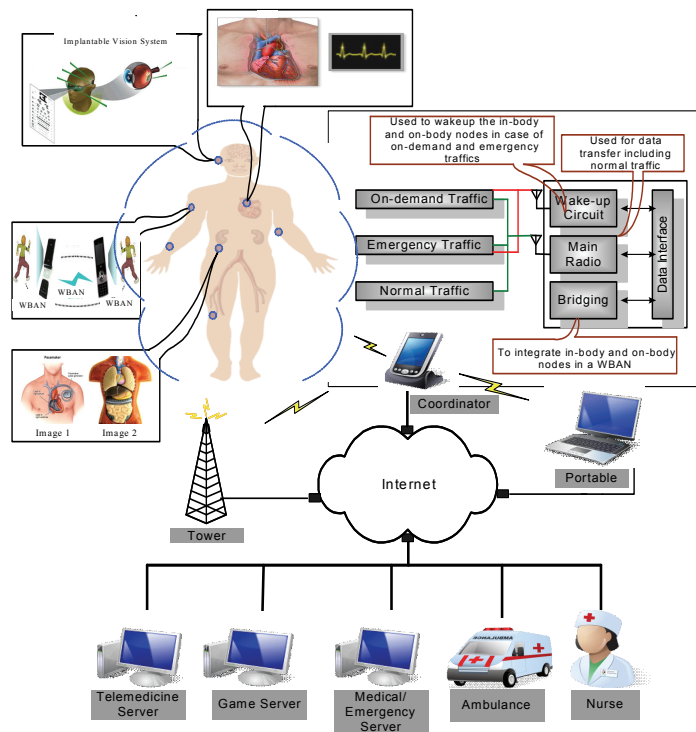 Implantable Vision System
Used to wakeup the in-body
and on-body nodes in case of
on-demand and emergency
traffics
Used for data
transfer including
normal traffic
On-demand Traffic
Emergency Traffic
Normal Traffic
Wake-up
Circuit
Main
Radio
Bridging
Data Interface
To integrate in-body and on-body
nodes in a WBAN
WBAN
WBAN
WBAN
Pacemaker
Image 1
Image 2
Coordinator
Portable
Tower
Internet
Telemedicine
Server
Game Server
Medical/
Emergency Server
Ambulance
Nurse